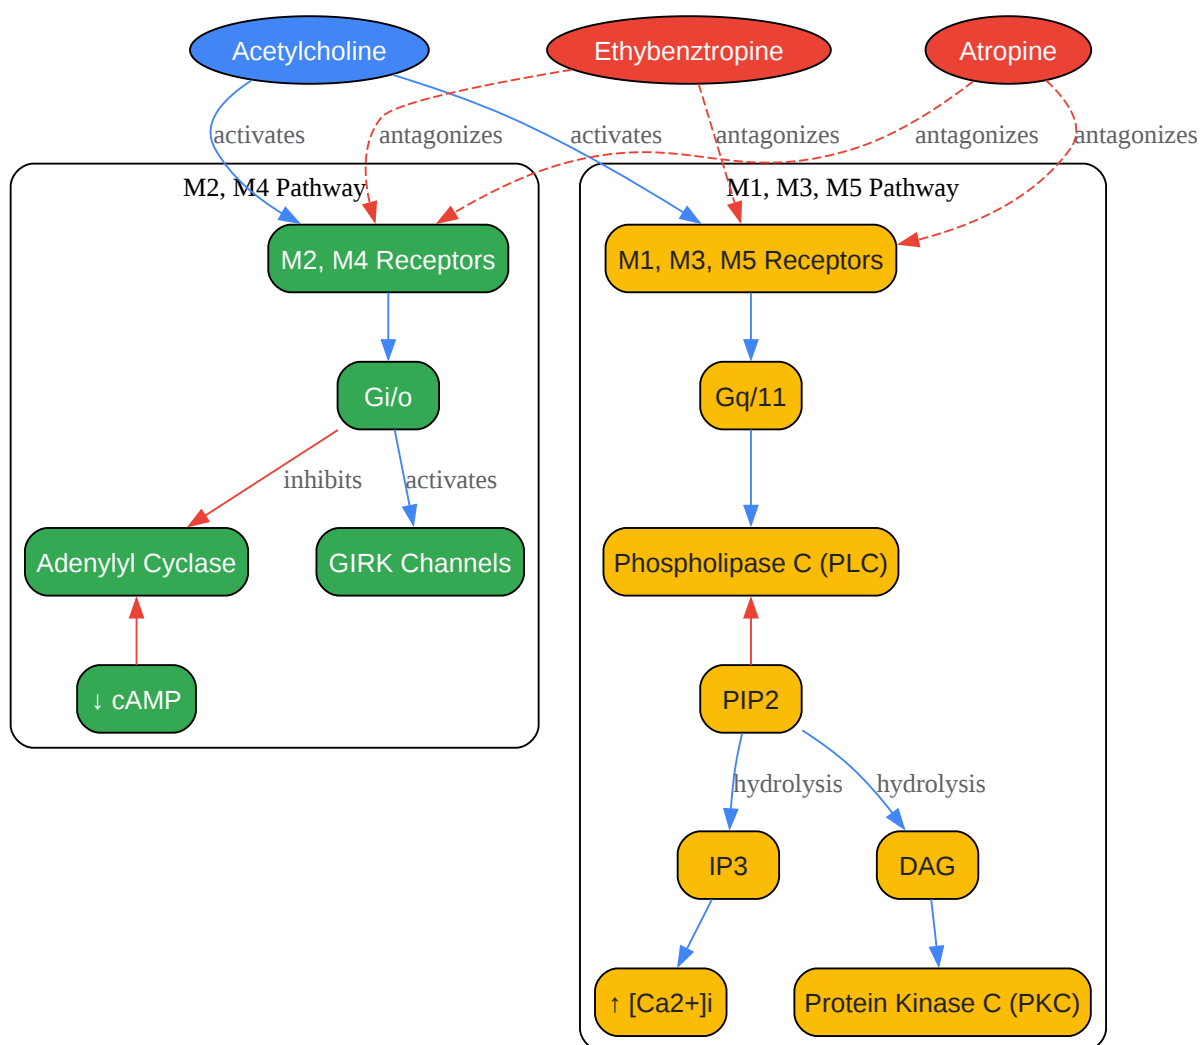 Acetylcholine
Ethybenztropine
Atropine
activates
antagonizes
activates
antagonizes
antagonizes
antagonizes
M2, M4 Pathway
M1, M3, M5 Pathway
M2, M4 Receptors
M1, M3, M5 Receptors
Gi/o
Gq/11
inhibits
activates
Adenylyl Cyclase
GIRK Channels
Phospholipase C (PLC)
↓ cAMP
PIP2
hydrolysis
hydrolysis
IP3
DAG
↑ [Ca2+]i
Protein Kinase C (PKC)